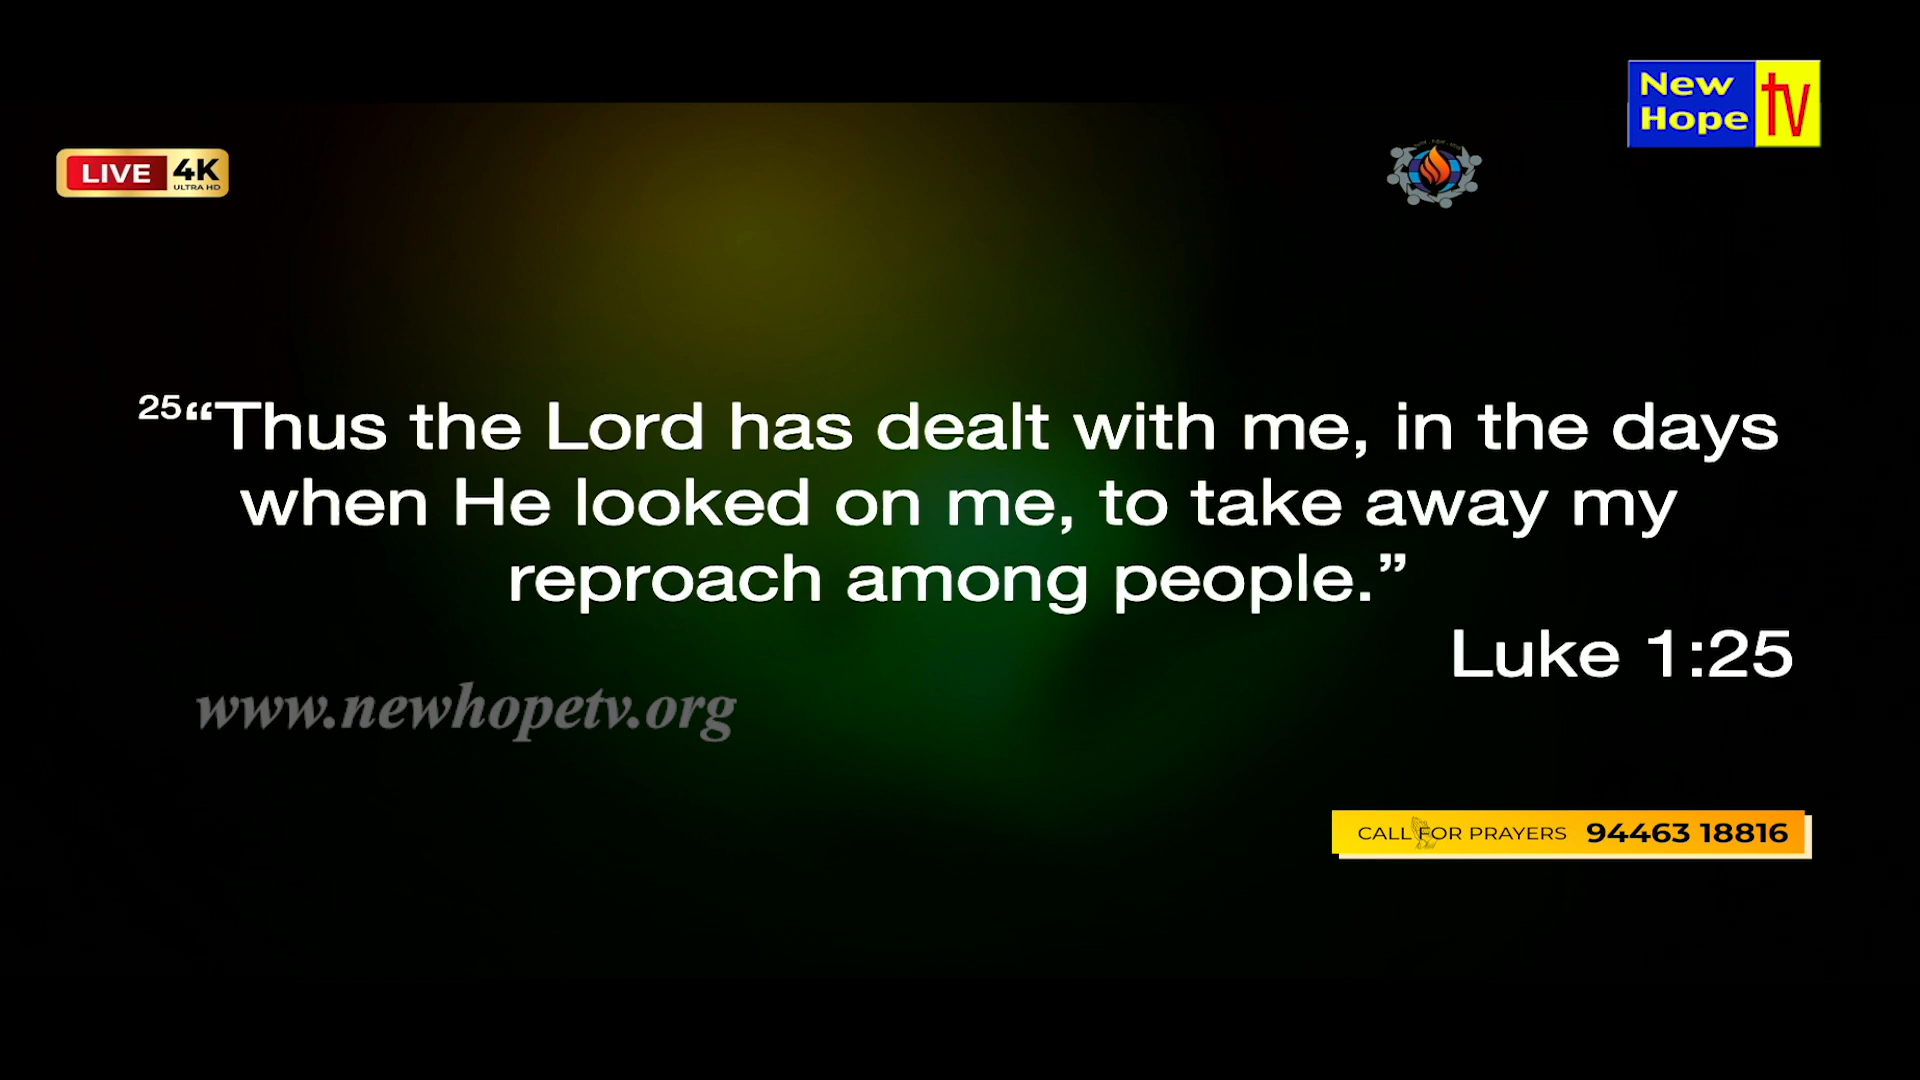 New
Hope
tv
LIVE 4K
ULTRA HD
25“Thus the Lord has dealt with me, in the days
when He looked on me, to take away my
reproach among people.”
Luke 1:25
www.newhopetv.org
CALL FOR PRAYERS 94463 18816